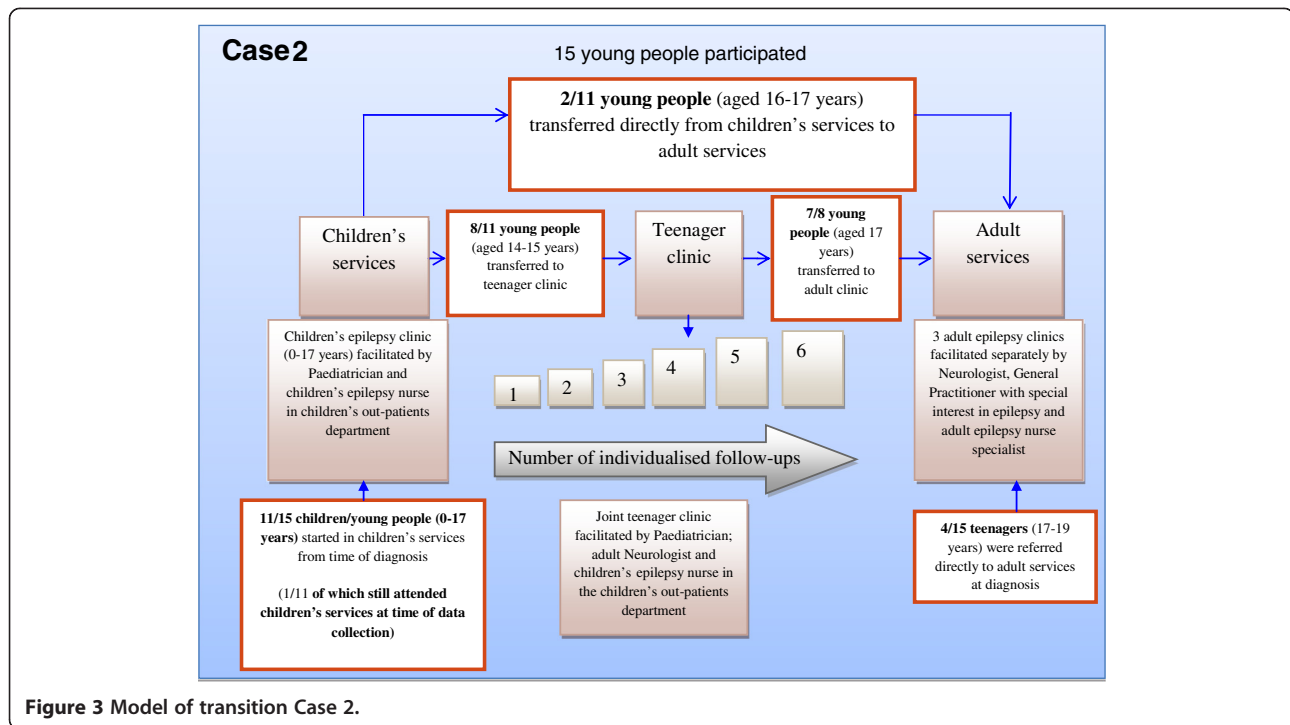 Case2
15 young people participated
2/11 young people (aged 16-17 years)
transferred directly from children's services to
adult services
Children's
services
8/11 young people
(aged 14-15 years)
transferred to
teenager clinic
Teenager
clinic
7/8 young
people (aged 17
years)
transferred to
adult clinic
Adult
services
Children's epilepsy clinic
(0-17 years) facilitated by
Paediatrician and
children's epilepsy nurse
in children's out-patients
department
1
2
3
4
5
6
3 adult epilepsy clinics
facilitated separately by
Neurologist, General
Practitioner with special
interest in epilepsy and
adult epilepsy nurse
specialist
Number of individualised follow-ups
11/15 children/young people (0-17
years) started in children's services
from time of diagnosis
(1/11 of which still attended
children's services at time of data
collection)
Joint teenager clinic
facilitated by Paediatrician;
adult Neurologist and
children's epilepsy nurse in
the children's out-patients
department
4/15 teenagers (17-19
years) were referred
directly to adult services
at diagnosis
Figure 3 Model of transition Case 2.